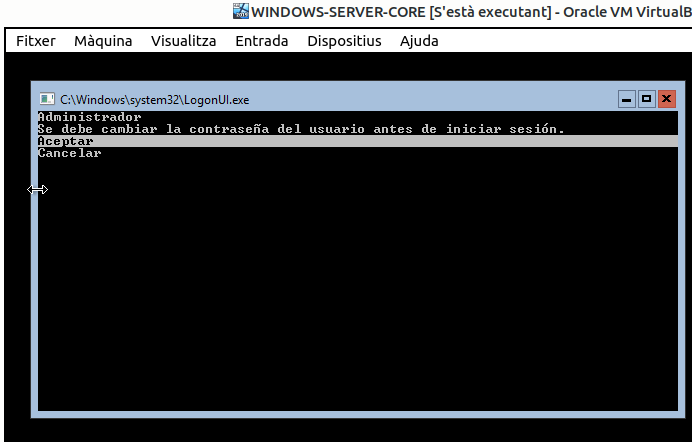 WINDOWS-SERVER-CORE [S'està executant] - Oracle VM VirtualB
Fitxer Màquina Visualitza Entrada Dispositius Ajuda
C:\Windows\system32\LogonUI.exe
Administrador
Se debe cambiar la contraseña del usuario antes de iniciar sesión.
Aceptar
Cancelar